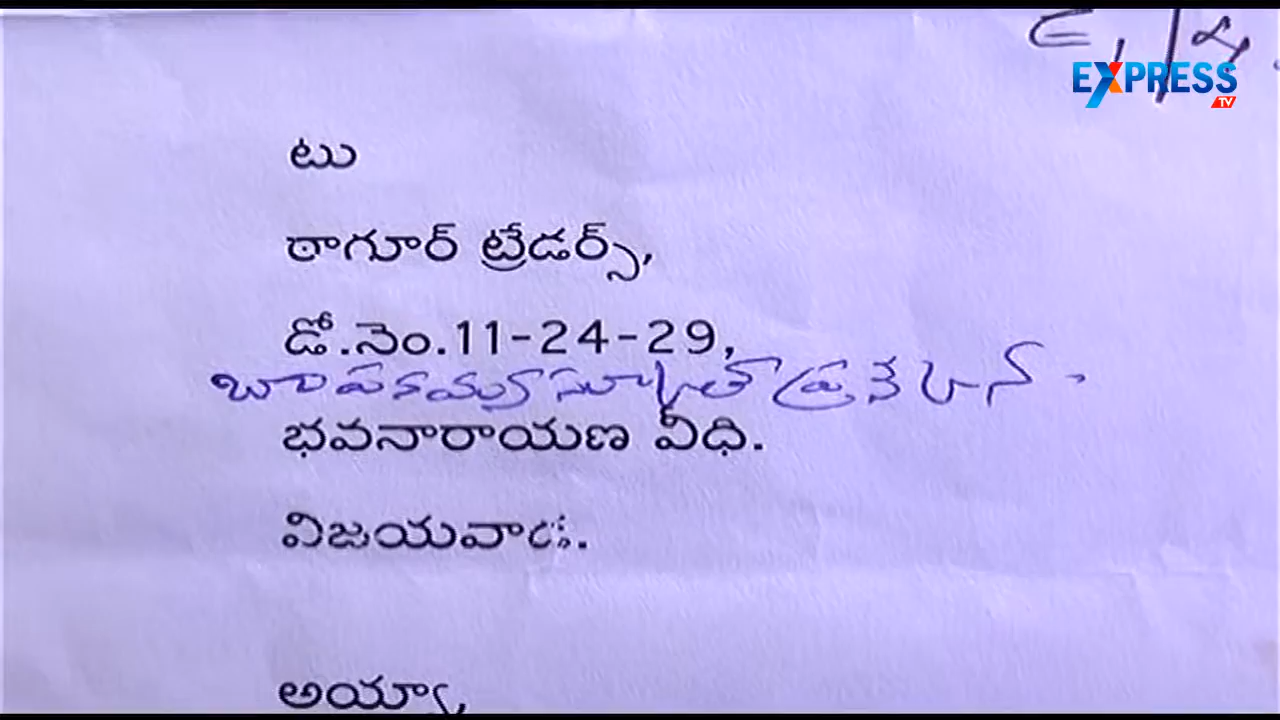 EXPRESS TV
టు
ఠాగూర్ ట్రేడర్స్,
డో.నెం.11-24-29,
భవనారాయణ వీధి.
విజయవాడ.
అయ్యా,